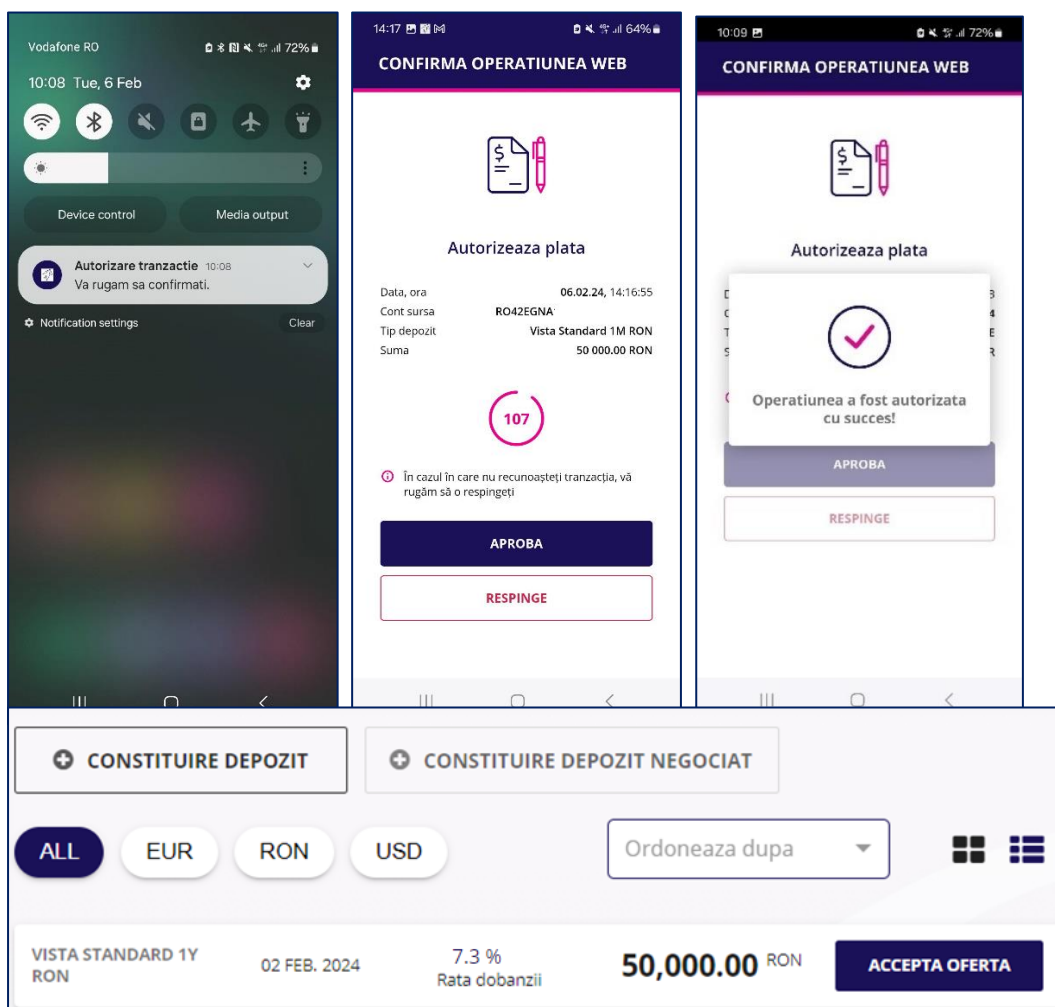 Vodafone RO
72%
10:08 Tue, 6 Feb
Device control
Media output
Autorizare tranzactie 10:08
Va rugam sa confirmati.
Notification settings
Clear
14:17
64%
CONFIRMA OPERATIUNEA WEB
$
Autorizeaza plata
Data, ora 06.02.24, 14:16:55
Cont sursa RO42EGNA
Tip depozit Vista Standard 1M RON
Suma 50 000.00 RON
107
În cazul în care nu recunoașteți tranzacția, vă
rugăm să o respingeți
APROBA
RESPINGE
10:09
72%
CONFIRMA OPERATIUNEA WEB
$
Autorizeaza plata
Operatiunea a fost autorizata
cu succes!
APROBA
RESPINGE
CONSTITUIRE DEPOZIT
CONSTITUIRE DEPOZIT NEGOCIAT
ALL
EUR
RON
USD
Ordoneaza dupa
VISTA STANDARD 1Y
RON
02 FEB. 2024
7.3 %
Rata dobanzii
50,000.00 RON
ACCEPTA OFERTA